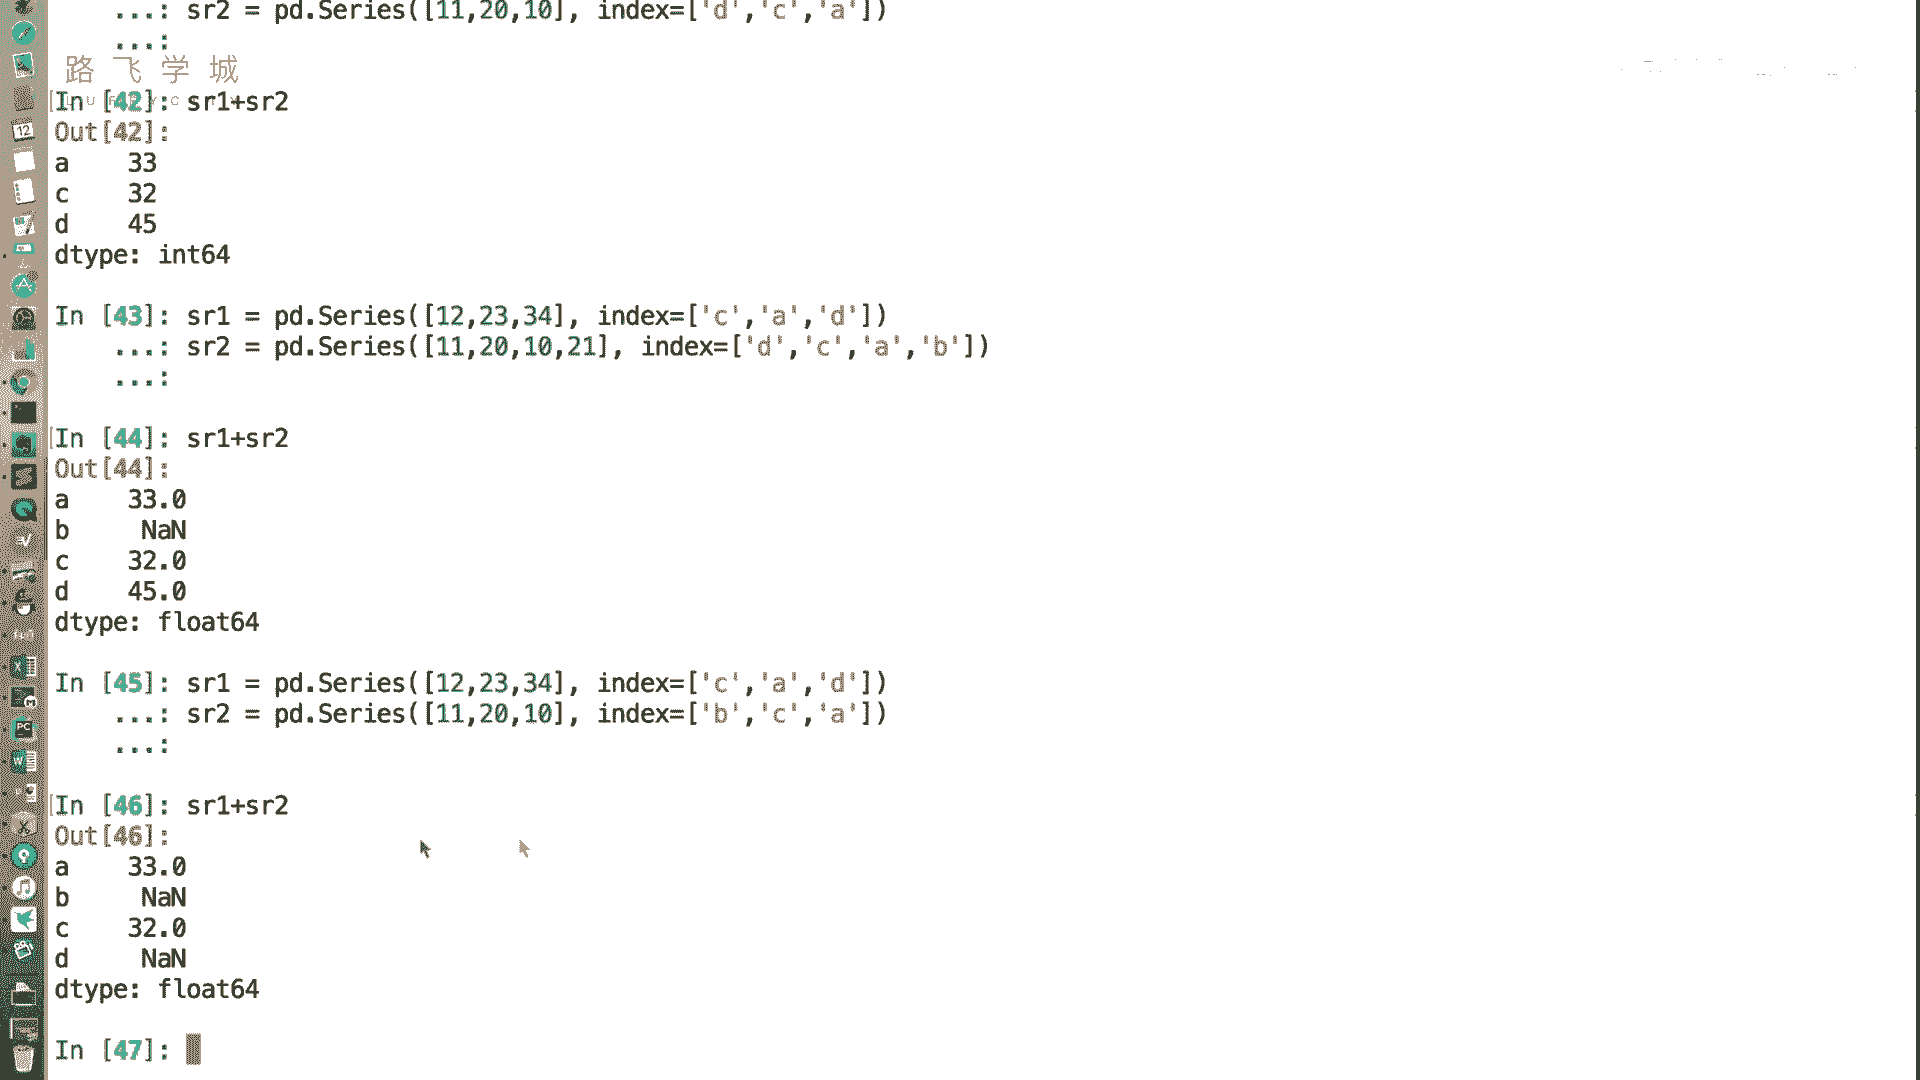 ...: sr2 = pd.Series([11,20,10], index=['d','c','a'])
...:
路飞学城
In [42]: sr1+sr2
Out[42]:
a     33
c     32
d     45
dtype: int64
In [43]: sr1 = pd.Series([12,23,34], index=['c','a','d'])
...: sr2 = pd.Series([11,20,10,21], index=['d','c','a','b'])
...:
In [44]: sr1+sr2
Out[44]:
a     33.0
b      NaN
c     32.0
d     45.0
dtype: float64
In [45]: sr1 = pd.Series([12,23,34], index=['c','a','d'])
...: sr2 = pd.Series([11,20,10], index=['b','c','a'])
...:
In [46]: sr1+sr2
Out[46]:
a     33.0
b      NaN
c     32.0
d      NaN
dtype: float64
In [47]: